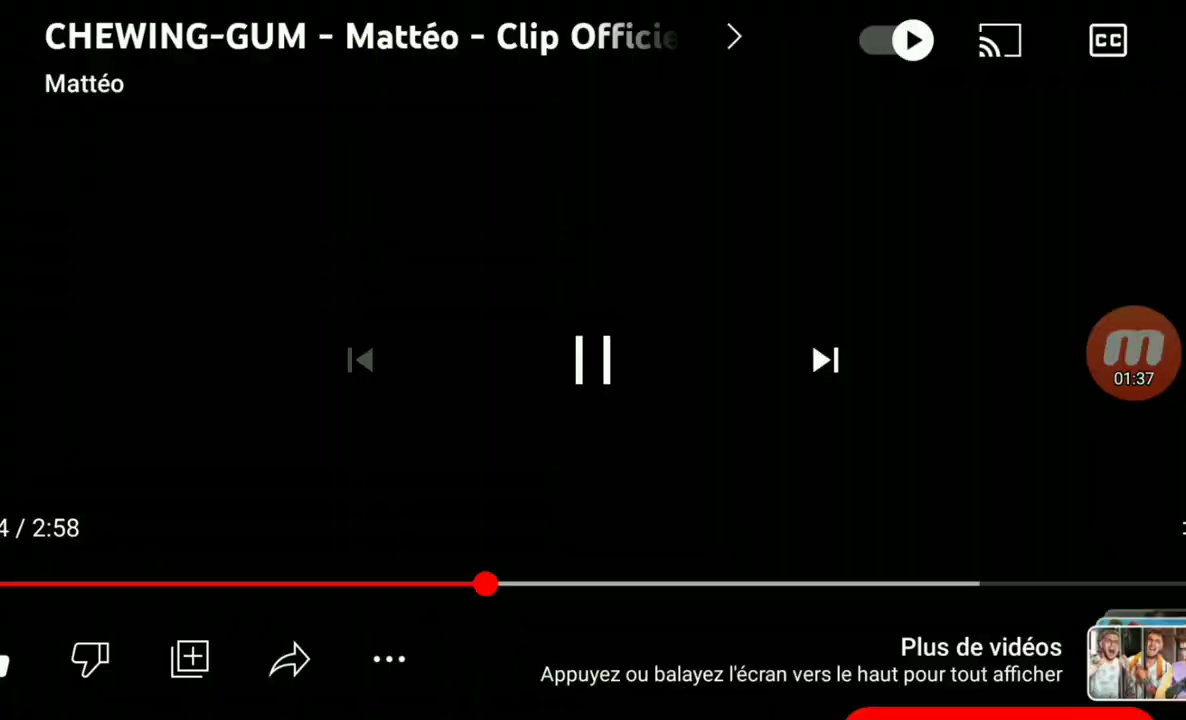 CHEWING-GUM - Mattéo - Clip Officie
Mattéo
CC
m
01:37
4 / 2:58
Plus de vidéos
Appuyez ou balayez l'écran vers le haut pour tout afficher